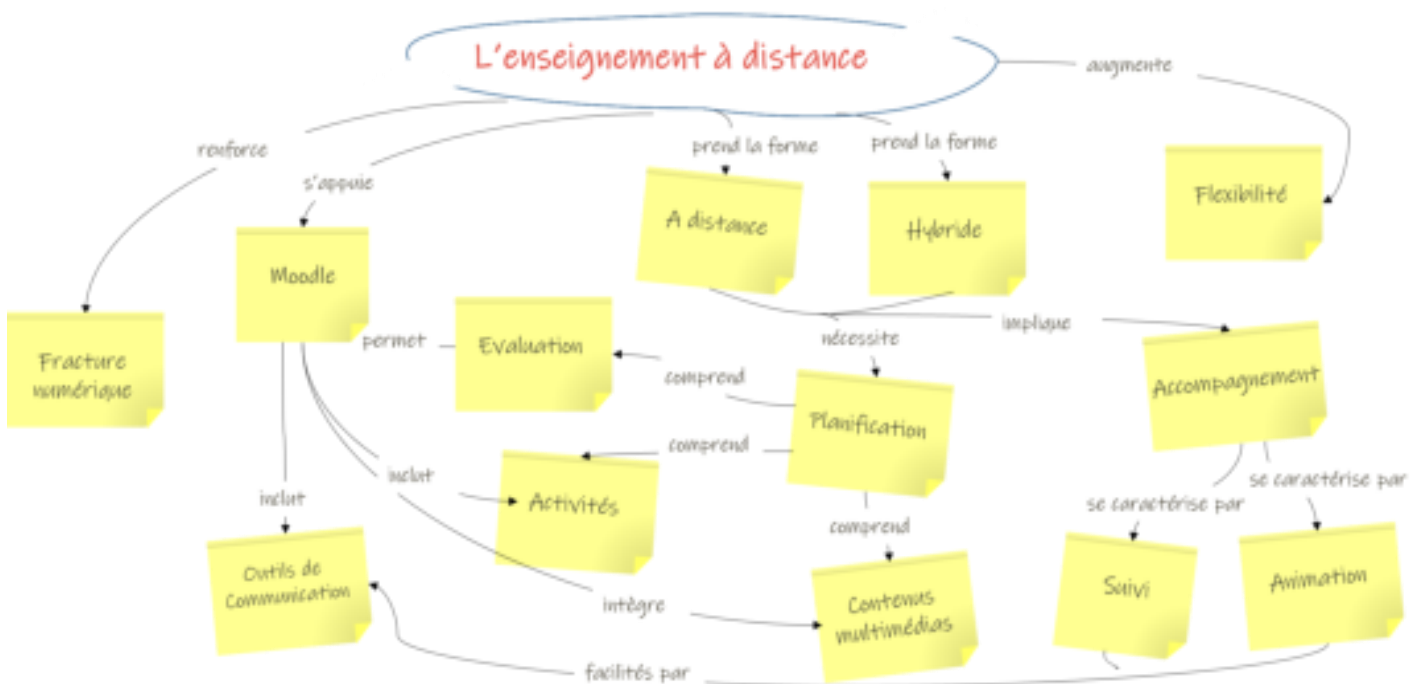 L'enseignement à distance
augmente
renforce
prend la forme
prend la forme
s'appuie
Flexibilité
A distance
Hybride
Moodle
permet
Evaluation
nécessite
implique
Fracture
numérique
comprend
Accompagnement
Planification
comprend
inclut
Activités
inclut
se caractérise par
se caractérise par
comprend
Outils de
Communication
Suivi
Animation
intègre
Contenus
multimédias
facilités par